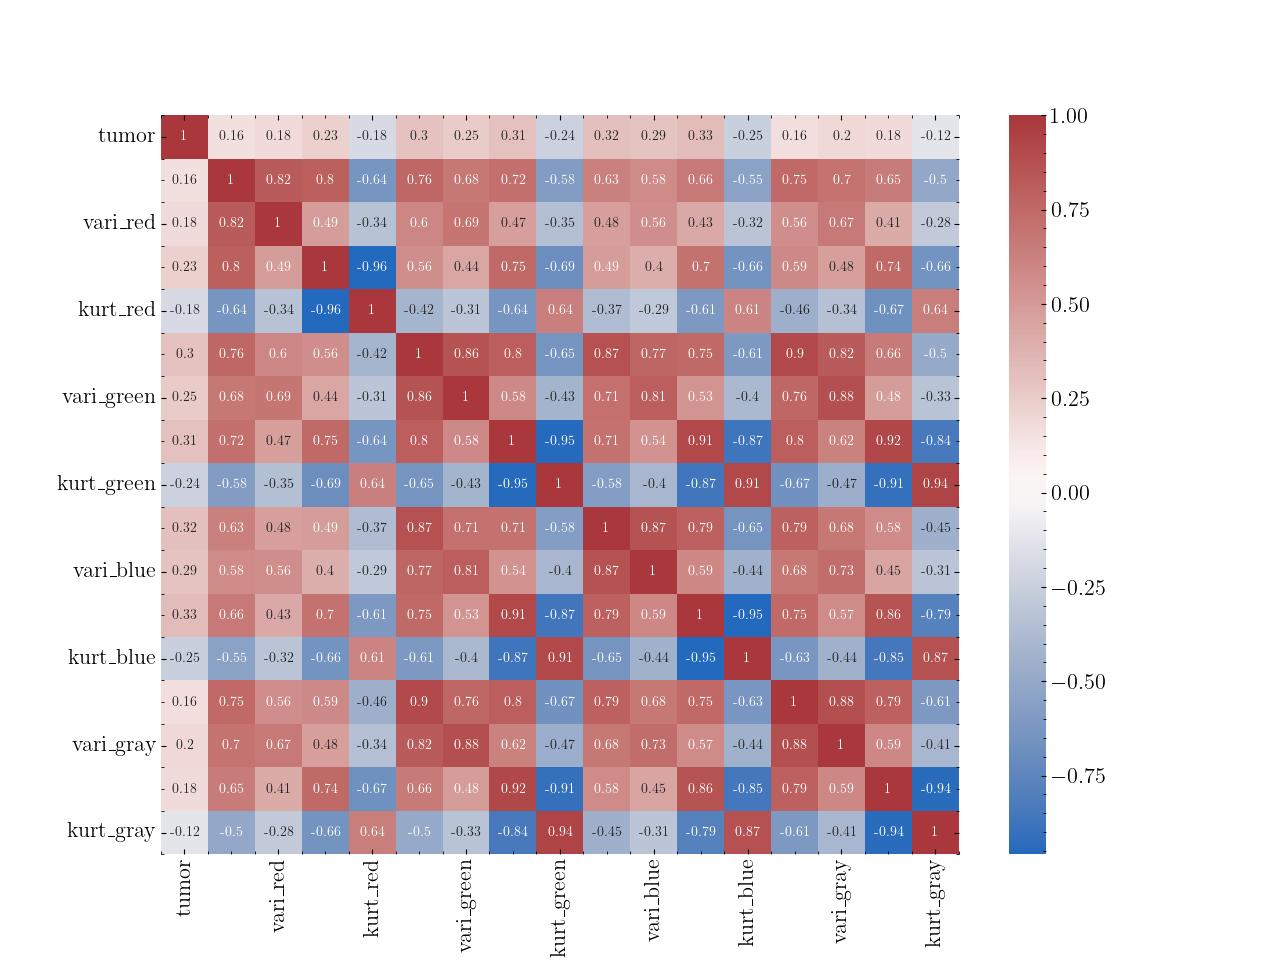 tumor 1 0.16 0.18 0.23 -0.18 0.3 0.25 0.31 -0.24 0.32 0.29 0.33 -0.25 0.16 0.2 0.18 -0.12
0.16 1 0.82 0.8 -0.64 0.76 0.68 0.72 -0.58 0.63 0.58 0.66 -0.55 0.75 0.7 0.65 -0.5
vari_red 0.18 0.82 1 0.49 -0.34 0.6 0.69 0.47 -0.35 0.48 0.56 0.43 -0.32 0.56 0.67 0.41 -0.28
0.23 0.8 0.49 1 -0.96 0.56 0.44 0.75 -0.69 0.49 0.4 0.7 -0.66 0.59 0.48 0.74 -0.66
kurt_red -0.18 -0.64 -0.34 -0.96 1 -0.42 -0.31 -0.64 0.64 -0.37 -0.29 -0.61 0.61 -0.46 -0.34 -0.67 0.64
0.3 0.76 0.6 0.56 -0.42 1 0.86 0.8 -0.65 0.87 0.77 0.75 -0.61 0.9 0.82 0.66 -0.5
vari_green 0.25 0.68 0.69 0.44 -0.31 0.86 1 0.58 -0.43 0.71 0.81 0.53 -0.4 0.76 0.88 0.48 -0.33
0.31 0.72 0.47 0.75 -0.64 0.8 0.58 1 -0.95 0.71 0.54 0.91 -0.87 0.8 0.62 0.92 -0.84
kurt_green -0.24 -0.58 -0.35 -0.69 0.64 -0.65 -0.43 -0.95 1 -0.58 -0.4 -0.87 0.91 -0.67 -0.47 -0.91 0.94
0.32 0.63 0.48 0.49 -0.37 0.87 0.71 0.71 -0.58 1 0.87 0.79 -0.65 0.79 0.68 0.58 -0.45
vari_blue 0.29 0.58 0.56 0.4 -0.29 0.77 0.81 0.54 -0.4 0.87 1 0.59 -0.44 0.68 0.73 0.45 -0.31
0.33 0.66 0.43 0.7 -0.61 0.75 0.53 0.91 -0.87 0.79 0.59 1 -0.95 0.75 0.57 0.86 -0.79
kurt_blue -0.25 -0.55 -0.32 -0.66 0.61 -0.61 -0.4 -0.87 0.91 -0.65 -0.44 -0.95 1 -0.63 -0.44 -0.85 0.87
0.16 0.75 0.56 0.59 -0.46 0.9 0.76 0.8 -0.67 0.79 0.68 0.75 -0.63 1 0.88 0.79 -0.61
vari_gray 0.2 0.7 0.67 0.48 -0.34 0.82 0.88 0.62 -0.47 0.68 0.73 0.57 -0.44 0.88 1 0.59 -0.41
0.18 0.65 0.41 0.74 -0.67 0.66 0.48 0.92 -0.91 0.58 0.45 0.86 -0.85 0.79 0.59 1 -0.94
kurt_gray -0.12 -0.5 -0.28 -0.66 0.64 -0.5 -0.33 -0.84 0.94 -0.45 -0.31 -0.79 0.87 -0.61 -0.41 -0.94 1
tumor vari_red kurt_red vari_green kurt_green vari_blue kurt_blue vari_gray kurt_gray
1.00
0.75
0.50
0.25
0.00
−0.25
−0.50
−0.75